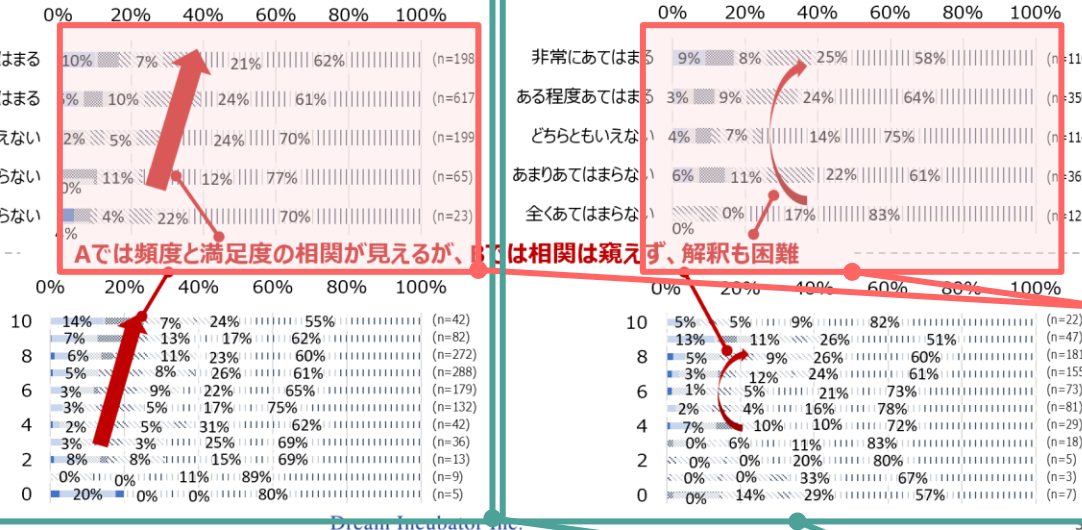 0% 20% 40% 60% 80% 100%
はまる 10% 7% 21% 62% (n=198
はまる 10% 24% 61% (n=617
えない 2% 5% 24% 70% (n=199)
らない 0% 11% 12% 77% (n=65)
らない 4% 22% 70% (n=23)
0% 20% 40% 60% 80% 100%
非常にあてはまる 9% 8% 25% 58% (n=11
ある程度あてはまる 3% 9% 24% 64% (n=35
どちらともいえない 4% 7% 14% 75% (n=11
あまりあてはまらない 6% 11% 22% 61% (n=36
全くあてはまらない 0% 0% 17% 83% (n=12
Aでは頻度と満足度の相関が見えるが、Bでは相関は窺えず、解釈も困難
0% 20% 40% 60% 80% 100%
10 14% 7% 24% 55% (n=42)
7% 13% 17% 62% (n=82)
8 6% 11% 23% 60% (n=272)
5% 8% 26% 61% (n=288)
6 3% 9% 22% 65% (n=179)
3% 5% 17% 75% (n=132)
4 2% 5% 31% 62% (n=42)
3% 3% 25% 69% (n=36)
2 8% 8% 15% 69% (n=13)
0% 0% 11% 89% (n=9)
0 20% 0% 0% 80% (n=5)
0% 20% 40% 60% 80% 100%
10 5% 5% 9% 82% (n=22)
13% 11% 26% 51% (n=47)
8 5% 9% 26% 60% (n=181
3% 12% 24% 61% (n=155
6 1% 5% 21% 73% (n=73)
2% 4% 16% 78% (n=81)
4 7% 10% 10% 72% (n=29)
0% 6% 11% 83% (n=18)
2 0% 0% 20% 80% (n=5)
0% 0% 33% 67% (n=3)
0 0% 14% 29% 57% (n=7)
Dream Incubator Inc.